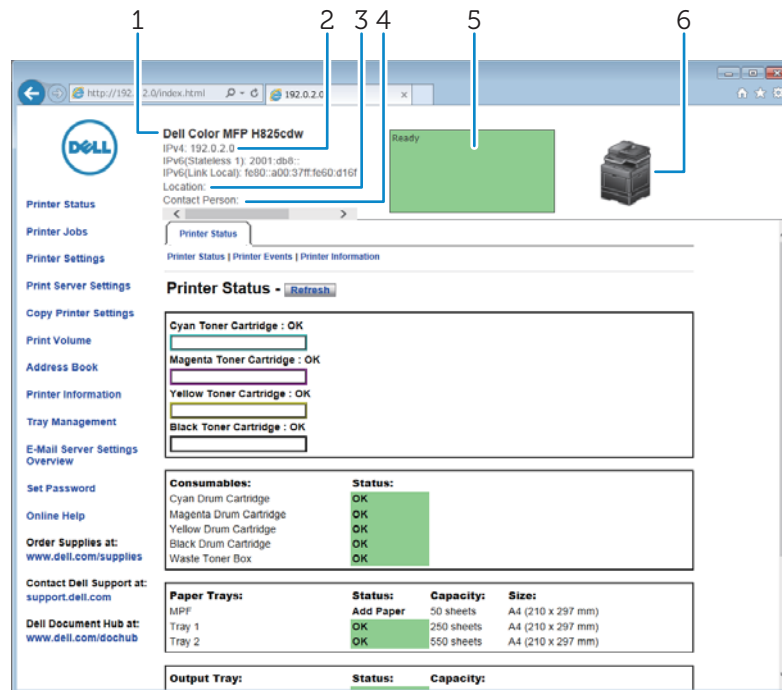 1 2 3 4 5 6
http://192. 2.0/index.html
192.0.2.0
DELL
Dell Color MFP H825cdw
IPv4: 192.0.2.0
IPv6(Stateless 1): 2001:db8::
IPv6(Link Local): fe80::a00:37ff:fe60:d16f
Location:
Contact Person:
Ready
Printer Status
Printer Jobs
Printer Settings
Print Server Settings
Copy Printer Settings
Print Volume
Address Book
Printer Information
Tray Management
E-Mail Server Settings
Overview
Set Password
Online Help
Order Supplies at:
www.dell.com/supplies
Contact Dell Support at:
support.dell.com
Dell Document Hub at:
www.dell.com/dochub
Printer Status
Printer Status | Printer Events | Printer Information
Printer Status - Refresh
Cyan Toner Cartridge : OK
Magenta Toner Cartridge : OK
Yellow Toner Cartridge : OK
Black Toner Cartridge : OK
Consumables: Status:
Cyan Drum Cartridge OK
Magenta Drum Cartridge OK
Yellow Drum Cartridge OK
Black Drum Cartridge OK
Waste Toner Box OK
Paper Trays: Status: Capacity: Size:
MPF Add Paper 50 sheets A4 (210 x 297 mm)
Tray 1 OK 250 sheets A4 (210 x 297 mm)
Tray 2 OK 550 sheets A4 (210 x 297 mm)
Output Tray: Status: Capacity: